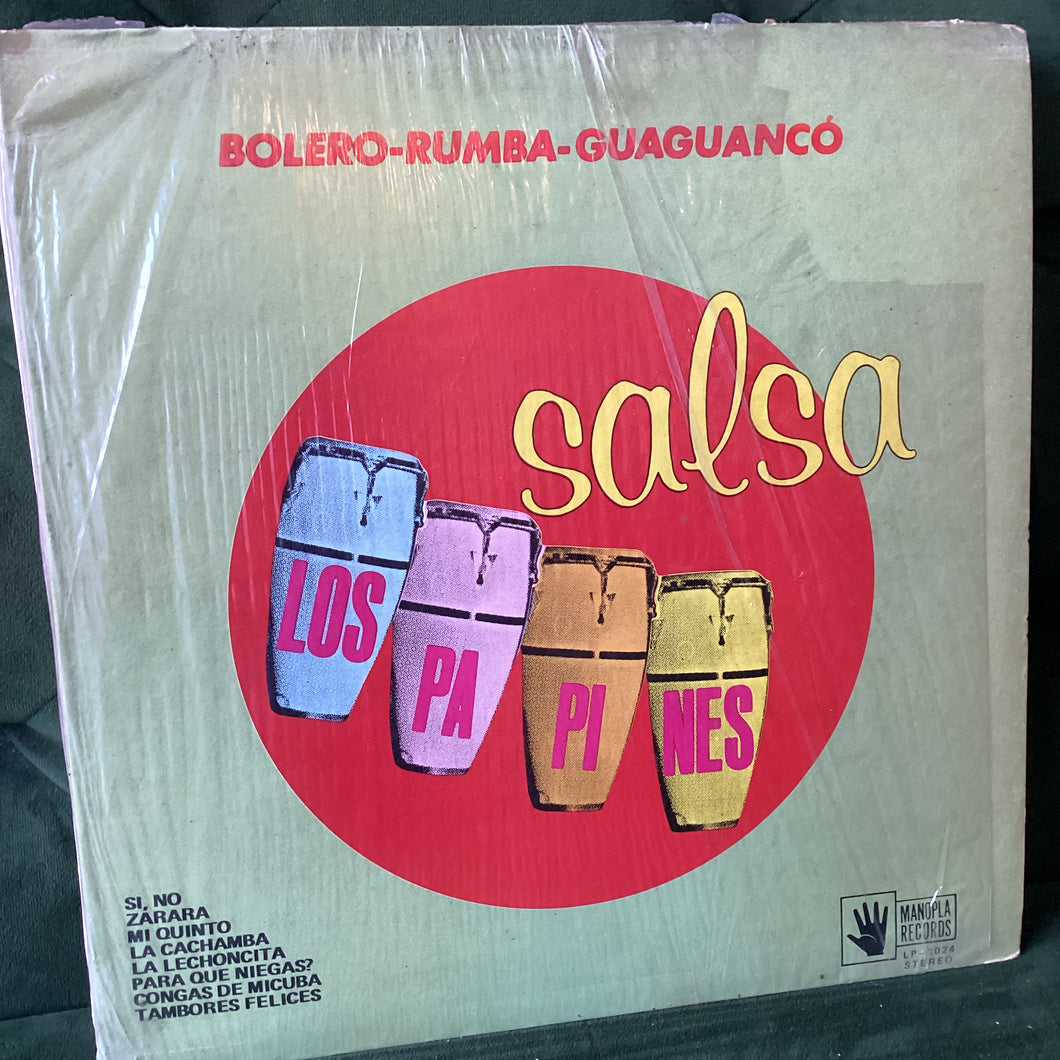 BOLERO-RUMBA-GUAGUANCÓ
salsa
LOS
PA
PI
NES
SI, NO
ZARARA
MI QUINTO
LA CACHAMBA
LA LECHONCITA
PARA QUE NIEGAS?
CONGAS DE MICUBA
TAMBORES FELICES
MANOPLA
RECORDS
STEREO